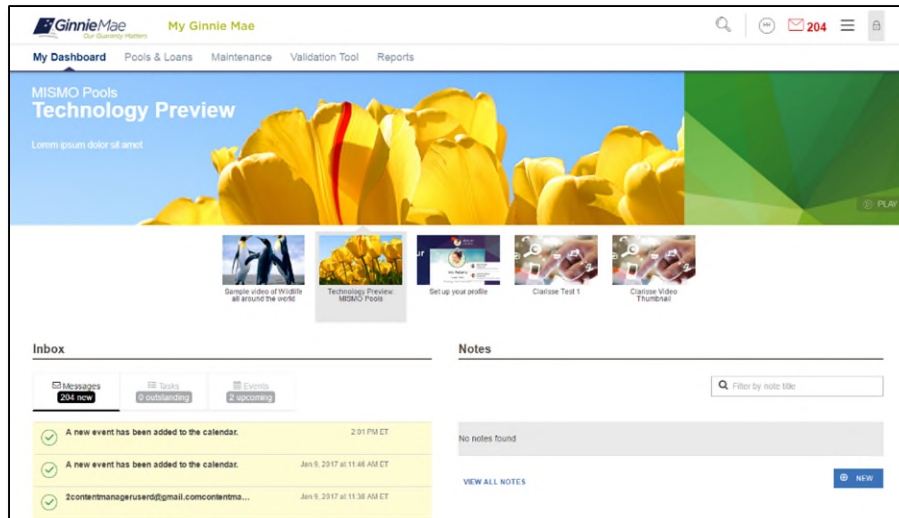 GinnieMae
Our Guaranty Matters
My Ginnie Mae
204
My Dashboard Pools & Loans Maintenance Validation Tool Reports
MISMO Pools
Technology Preview
Lorem ipsum dolor sit amet
PLAY
Sample video of Wildlife
all around the world
Technology Preview:
MISMO Pools
Set up your profile
Clarisse Test 1
Clarisse Video
Thumbnail
Inbox
Messages
204 new
Tasks
0 outstanding
Events
2 upcoming
A new event has been added to the calendar. 2:01 PM ET
A new event has been added to the calendar. Jan 9, 2017 at 11:46 AM ET
2contentmanageruserd@gmail.comcontentma... Jan 9, 2017 at 11:38 AM ET
Notes
Filter by note title
No notes found
VIEW ALL NOTES
NEW